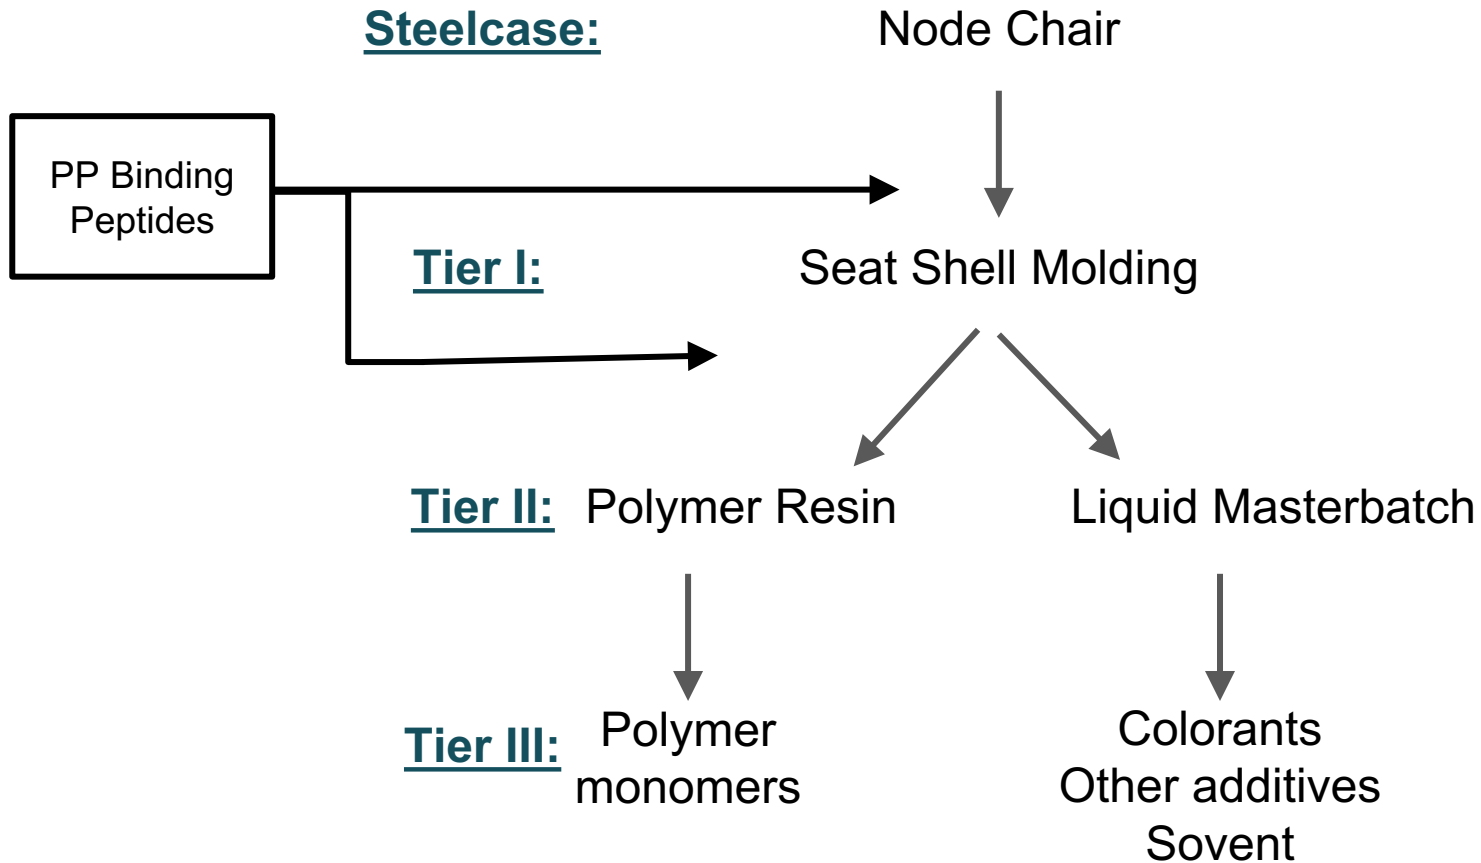 Steelcase: Node Chair
PP Binding
Peptides
Tier I: Seat Shell Molding
Tier II: Polymer Resin Liquid Masterbatch
Tier III: Polymer
monomers
Colorants
Other additives
Sovent